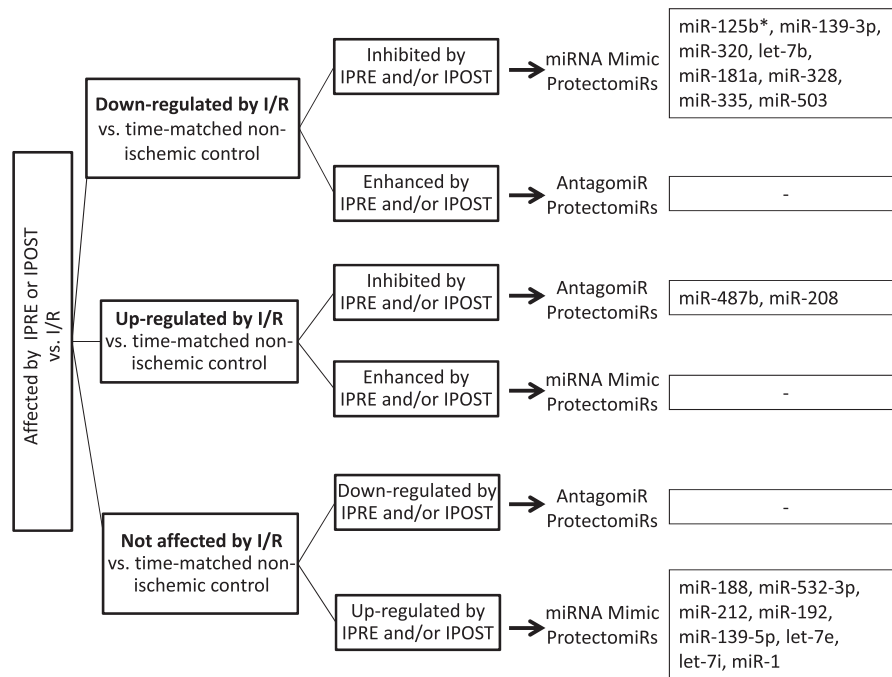 Affected by IPRE or IPOST
vs. I/R
Down-regulated by I/R
vs. time-matched non-
ischemic control
Inhibited by
IPRE and/or IPOST
miRNA Mimic
ProtectomiRs
miR-125b*, miR-139-3p,
miR-320, let-7b,
miR-181a, miR-328,
miR-335, miR-503
Enhanced by
IPRE and/or IPOST
AntagomiR
ProtectomiRs
-
Up-regulated by I/R
vs. time-matched non-
ischemic control
Inhibited by
IPRE and/or IPOST
AntagomiR
ProtectomiRs
miR-487b, miR-208
Enhanced by
IPRE and/or IPOST
miRNA Mimic
ProtectomiRs
-
Not affected by I/R
vs. time-matched non-
ischemic control
Down-regulated by
IPRE and/or IPOST
AntagomiR
ProtectomiRs
-
Up-regulated by
IPRE and/or IPOST
miRNA Mimic
ProtectomiRs
miR-188, miR-532-3p,
miR-212, miR-192,
miR-139-5p, let-7e,
let-7i, miR-1